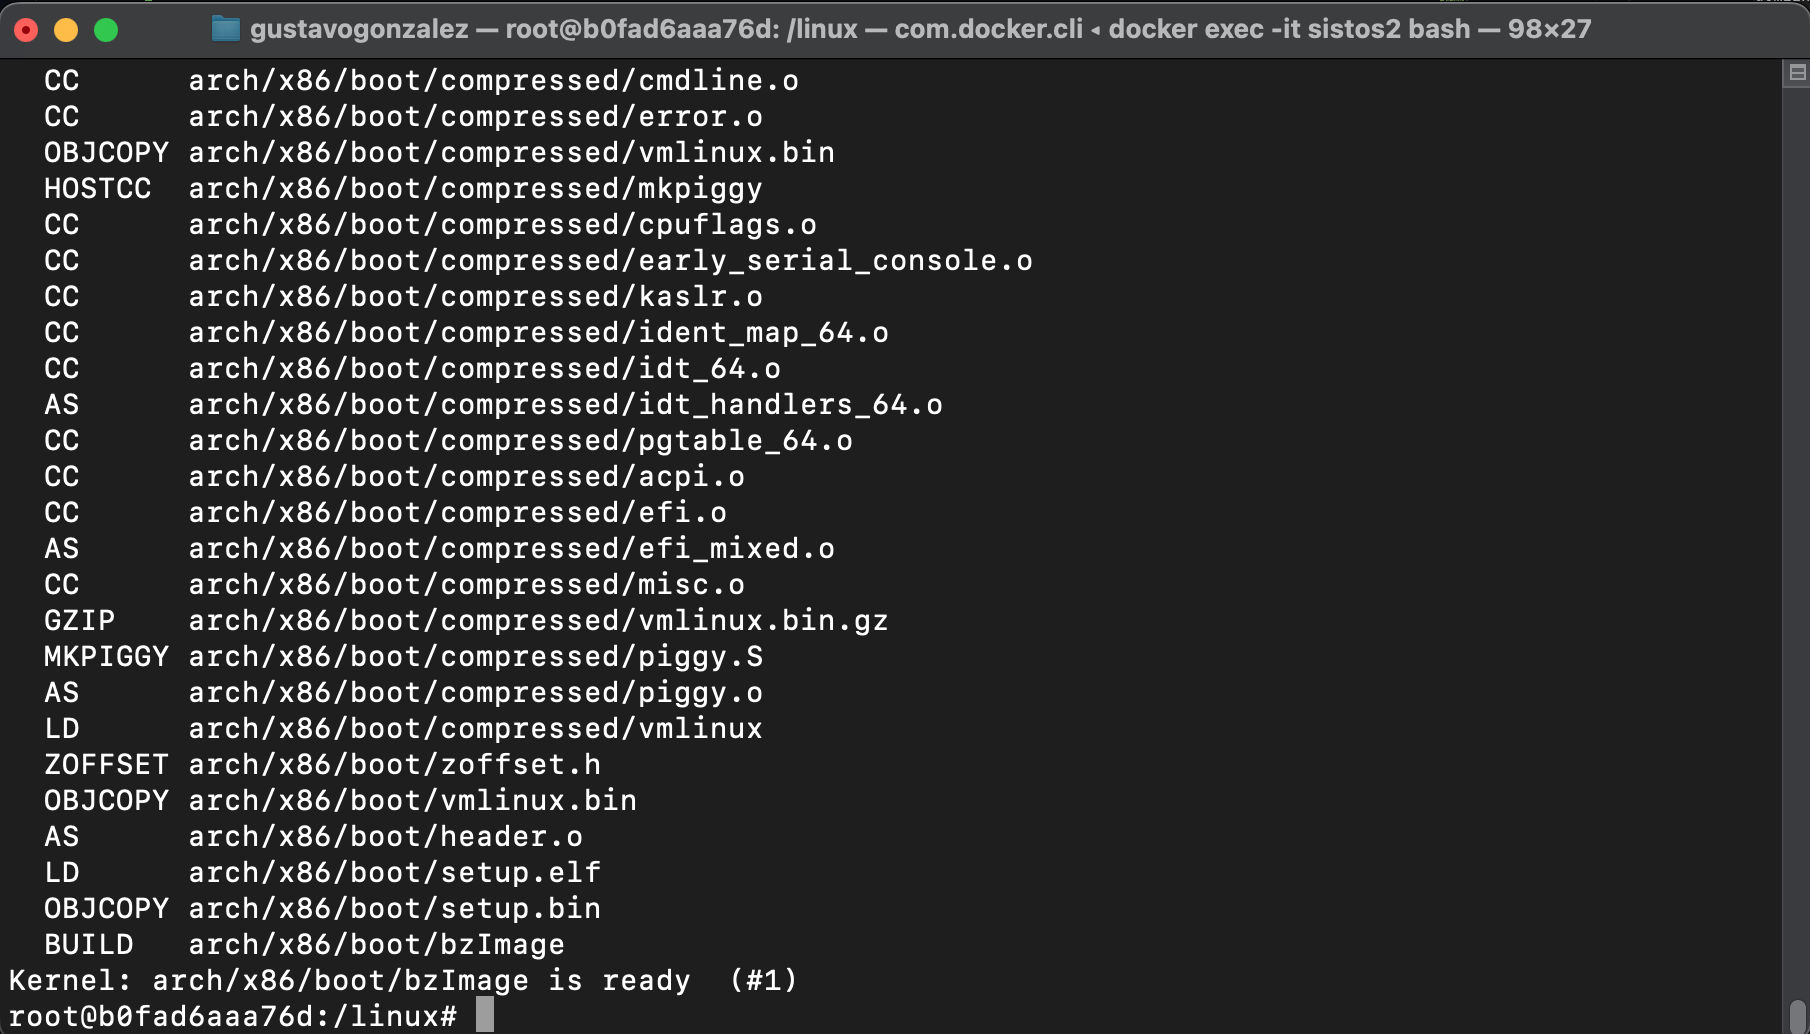 gustavogonzalez — root@b0fad6aaa76d: /linux — com.docker.cli ◂ docker exec -it sistos2 bash — 98×27
CC arch/x86/boot/compressed/cmdline.o
CC arch/x86/boot/compressed/error.o
OBJCOPY arch/x86/boot/compressed/vmlinux.bin
HOSTCC arch/x86/boot/compressed/mkpiggy
CC arch/x86/boot/compressed/cpuflags.o
CC arch/x86/boot/compressed/early_serial_console.o
CC arch/x86/boot/compressed/kaslr.o
CC arch/x86/boot/compressed/ident_map_64.o
CC arch/x86/boot/compressed/idt_64.o
AS arch/x86/boot/compressed/idt_handlers_64.o
CC arch/x86/boot/compressed/pgtable_64.o
CC arch/x86/boot/compressed/acpi.o
CC arch/x86/boot/compressed/efi.o
AS arch/x86/boot/compressed/efi_mixed.o
CC arch/x86/boot/compressed/misc.o
GZIP arch/x86/boot/compressed/vmlinux.bin.gz
MKPIGGY arch/x86/boot/compressed/piggy.S
AS arch/x86/boot/compressed/piggy.o
LD arch/x86/boot/compressed/vmlinux
ZOFFSET arch/x86/boot/zoffset.h
OBJCOPY arch/x86/boot/vmlinux.bin
AS arch/x86/boot/header.o
LD arch/x86/boot/setup.elf
OBJCOPY arch/x86/boot/setup.bin
BUILD arch/x86/boot/bzImage
Kernel: arch/x86/boot/bzImage is ready (#1)
root@b0fad6aaa76d:/linux#